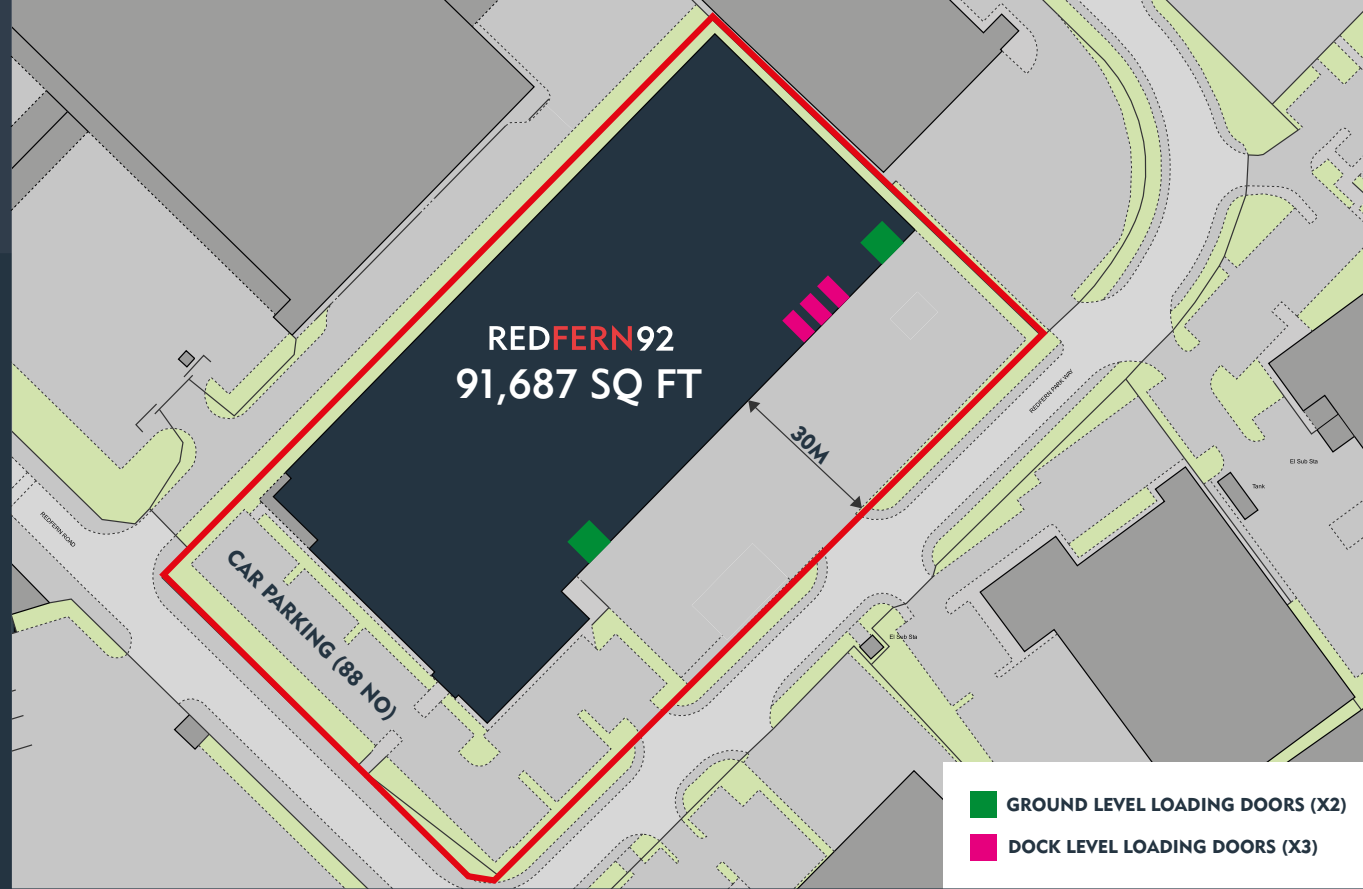 REDFERN92
91,687 SQ FT
30M
REDFERN PARK WAY
El Sub Sta
Tank
REDFERN ROAD
CAR PARKING (88 NO)
El Sub Sta
GROUND LEVEL LOADING DOORS (X2)
DOCK LEVEL LOADING DOORS (X3)